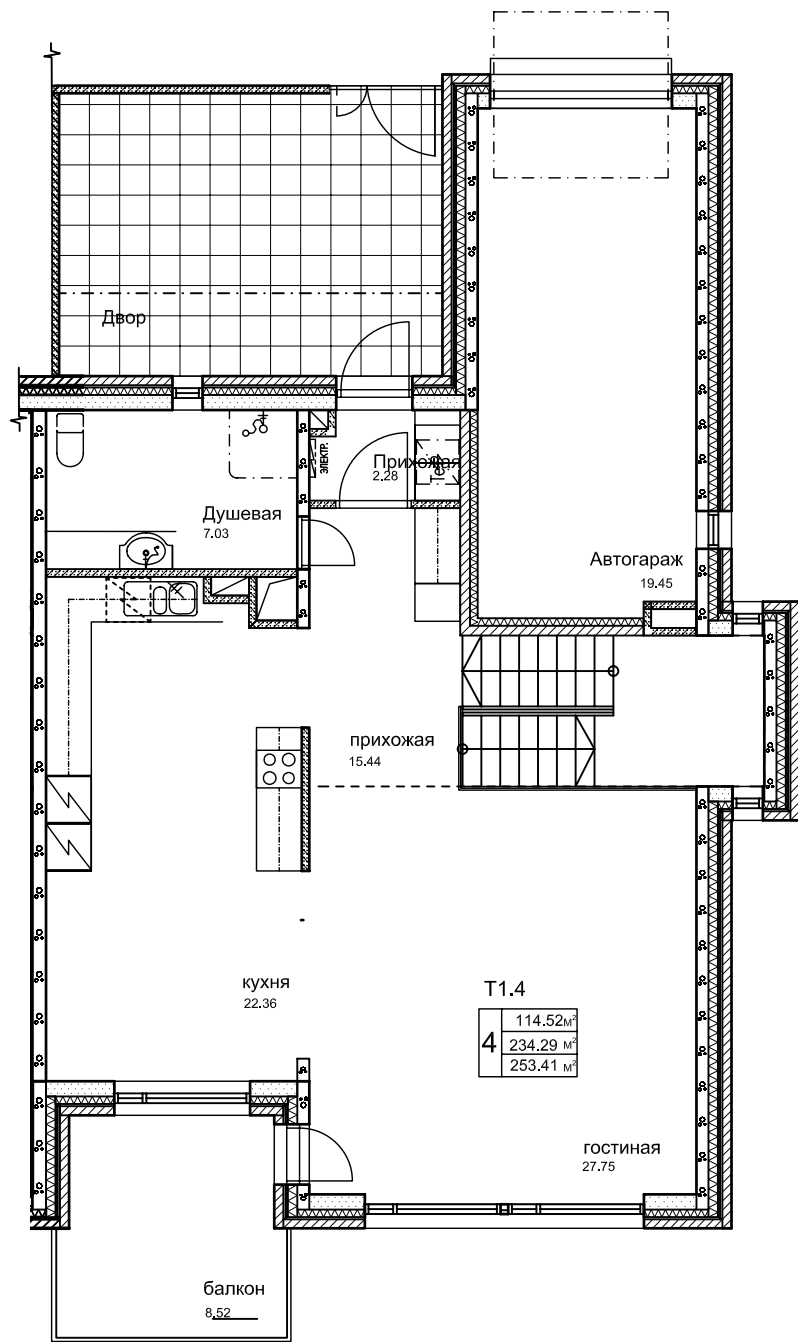 Двор
ЭЛЕКТР.
Прихожая
2.28
Теп
Душевая
7.03
Автогараж
19.45
прихожая
15.44
кухня
22.36
Т1.4
4
114.52м²
234.29 м²
253.41 м²
гостиная
27.75
балкон
8.52